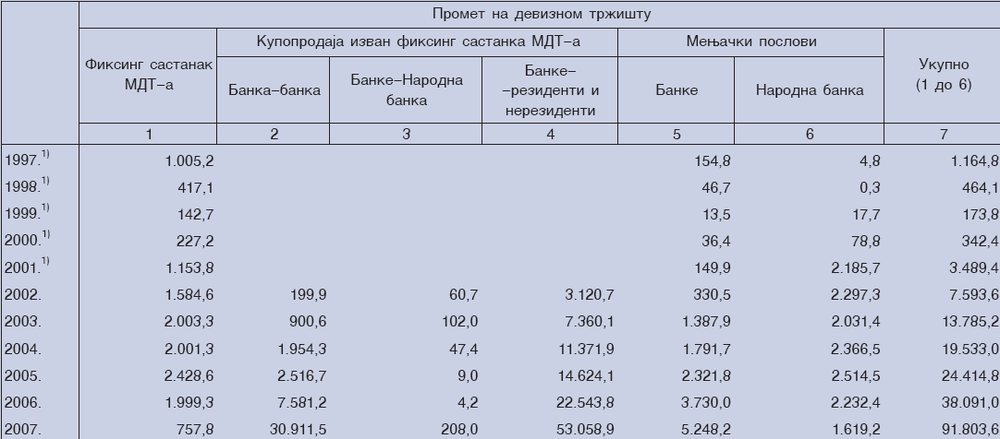 Промет на девизном тржишту
Фиксинг састанак
МДТ–а
Купопродаја изван фиксинг састанка МДТ–а
Мењачки послови
Укупно
(1 до 6)
Банка–банка
Банке–Народна
банка
Банке–
–резиденти и
нерезиденти
Банке
Народна банка
1 2 3 4 5 6 7
1997.1) 1.005,2 154,8 4,8 1.164,8
1998.1) 417,1 46,7 0,3 464,1
1999.1) 142,7 13,5 17,7 173,8
2000.1) 227,2 36,4 78,8 342,4
2001.1) 1.153,8 149,9 2.185,7 3.489,4
2002. 1.584,6 199,9 60,7 3.120,7 330,5 2.297,3 7.593,6
2003. 2.003,3 900,6 102,0 7.360,1 1.387,9 2.031,4 13.785,2
2004. 2.001,3 1.954,3 47,4 11.371,9 1.791,7 2.366,5 19.533,0
2005. 2.428,6 2.516,7 9,0 14.624,1 2.321,8 2.514,5 24.414,8
2006. 1.999,3 7.581,2 4,2 22.543,8 3.730,0 2.232,4 38.091,0
2007. 757,8 30.911,5 208,0 53.058,9 5.248,2 1.619,2 91.803,6